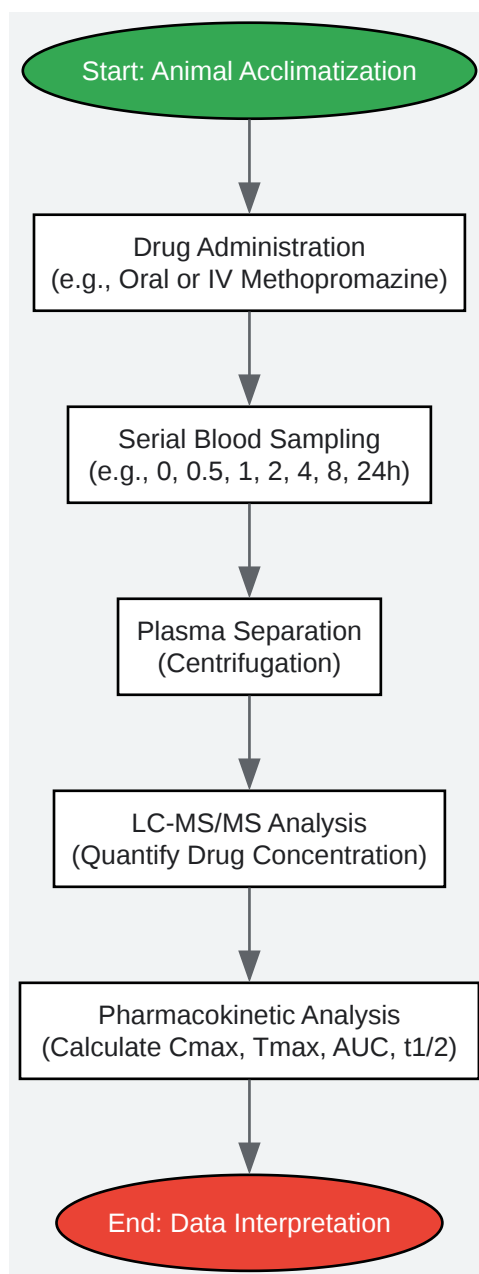 Start: Animal Acclimatization
Drug Administration
(e.g., Oral or IV Methopromazine)
Serial Blood Sampling
(e.g., 0, 0.5, 1, 2, 4, 8, 24h)
Plasma Separation
(Centrifugation)
LC-MS/MS Analysis
(Quantify Drug Concentration)
Pharmacokinetic Analysis
(Calculate Cmax, Tmax, AUC, t1/2)
End: Data Interpretation